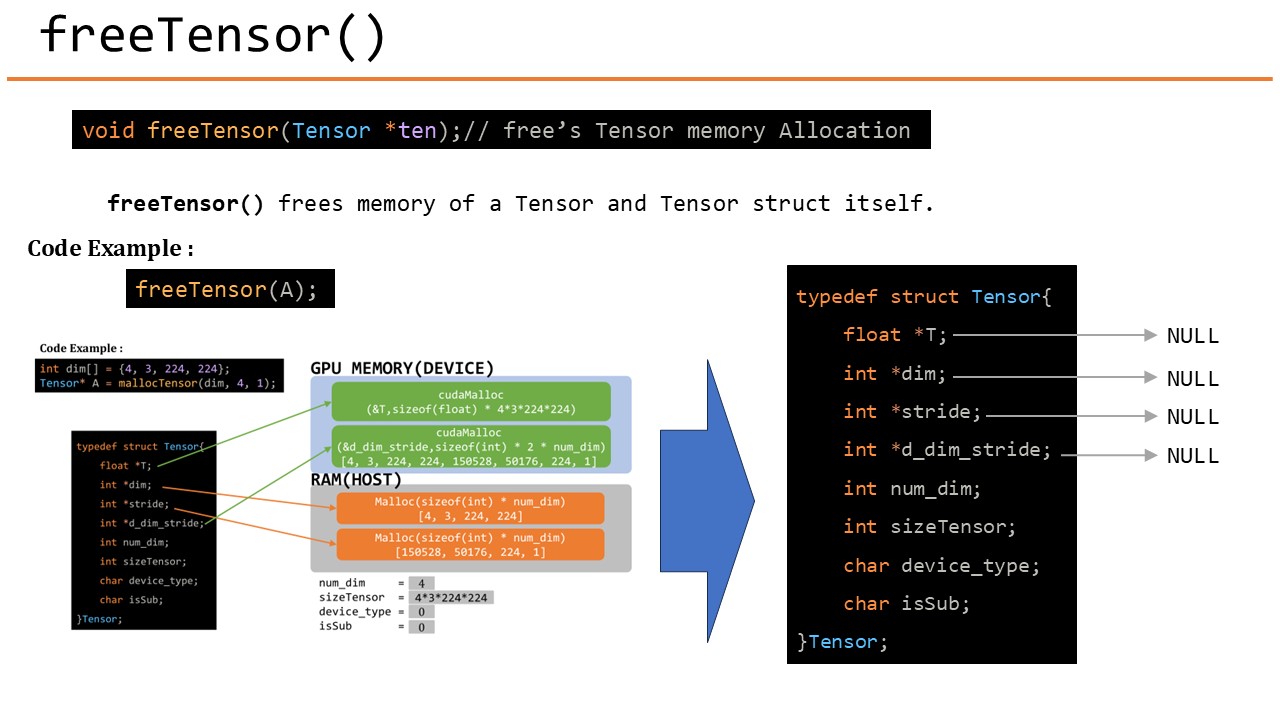 freeTensor()
void freeTensor(Tensor *ten);// free’s Tensor memory Allocation
freeTensor() frees memory of a Tensor and Tensor struct itself.
Code Example :
freeTensor(A);
Code Example :
int dim[] = {4, 3, 224, 224};
Tensor* A = mallocTensor(dim, 4, 1);
typedef struct Tensor{
float *T;
int *dim;
int *stride;
int *d_dim_stride;
int num_dim;
int sizeTensor;
char device_type;
char isSub;
}Tensor;
GPU MEMORY(DEVICE)
cudaMalloc
(&T,sizeof(float) * 4*3*224*224)
cudaMalloc
(&d_dim_stride,sizeof(int) * 2 * num_dim)
[4, 3, 224, 224, 150528, 50176, 224, 1]
RAM(HOST)
Malloc(sizeof(int) * num_dim)
[4, 3, 224, 224]
Malloc(sizeof(int) * num_dim)
[150528, 50176, 224, 1]
num_dim = 4
sizeTensor = 4*3*224*224
device_type = 0
isSub = 0
typedef struct Tensor{
float *T; NULL
int *dim; NULL
int *stride; NULL
int *d_dim_stride; NULL
int num_dim;
int sizeTensor;
char device_type;
char isSub;
}Tensor;